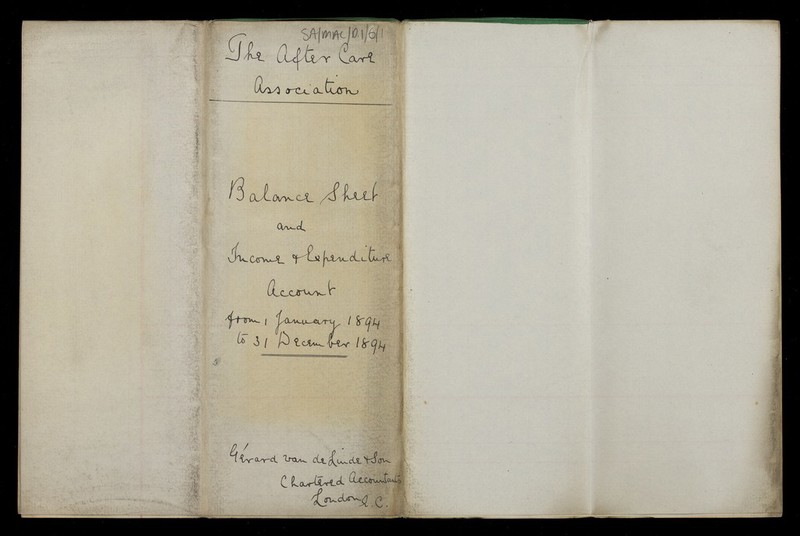 SA/MAC/D.1/2/1
The After Care
Association
Balance Sheet
and
Income & Expenditure
Account
from 1 January 1894
to 31 December 1894
Gérard van de Linde & Son
Chartered Accountants
London E.C.